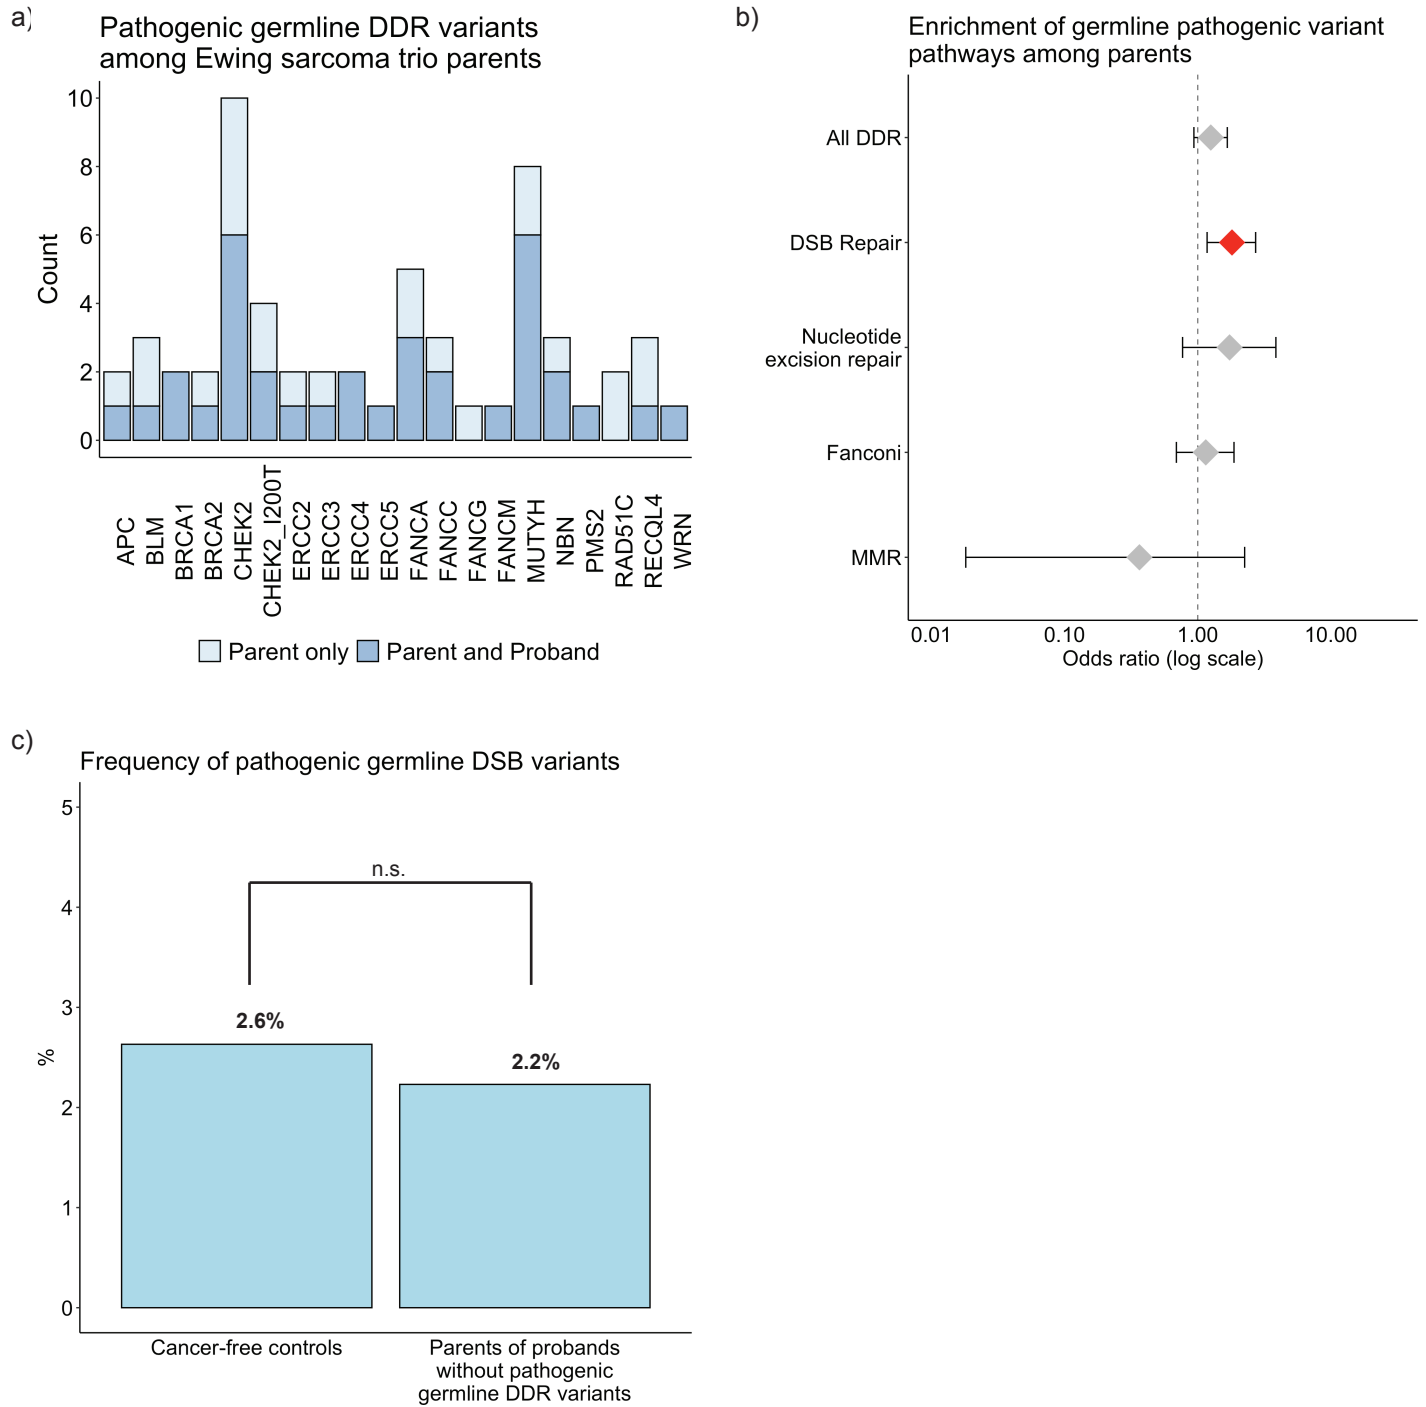 a)
Pathogenic germline DDR variants
among Ewing sarcoma trio parents
Count
10
8
6
4
2
0
APC
BLM
BRCA1
BRCA2
CHEK2
CHEK2_I200T
ERCC2
ERCC3
ERCC4
ERCC5
FANCA
FANCC
FANCG
FANCM
MUTYH
NBN
PMS2
RAD51C
RECQL4
WRN
Parent only
Parent and Proband
b)
Enrichment of germline pathogenic variant
pathways among parents
All DDR
DSB Repair
Nucleotide
excision repair
Fanconi
MMR
0.01
0.10
1.00
10.00
Odds ratio (log scale)
c)
Frequency of pathogenic germline DSB variants
%
5
4
3
2
1
0
n.s.
2.6%
2.2%
Cancer-free controls
Parents of probands
without pathogenic
germline DDR variants